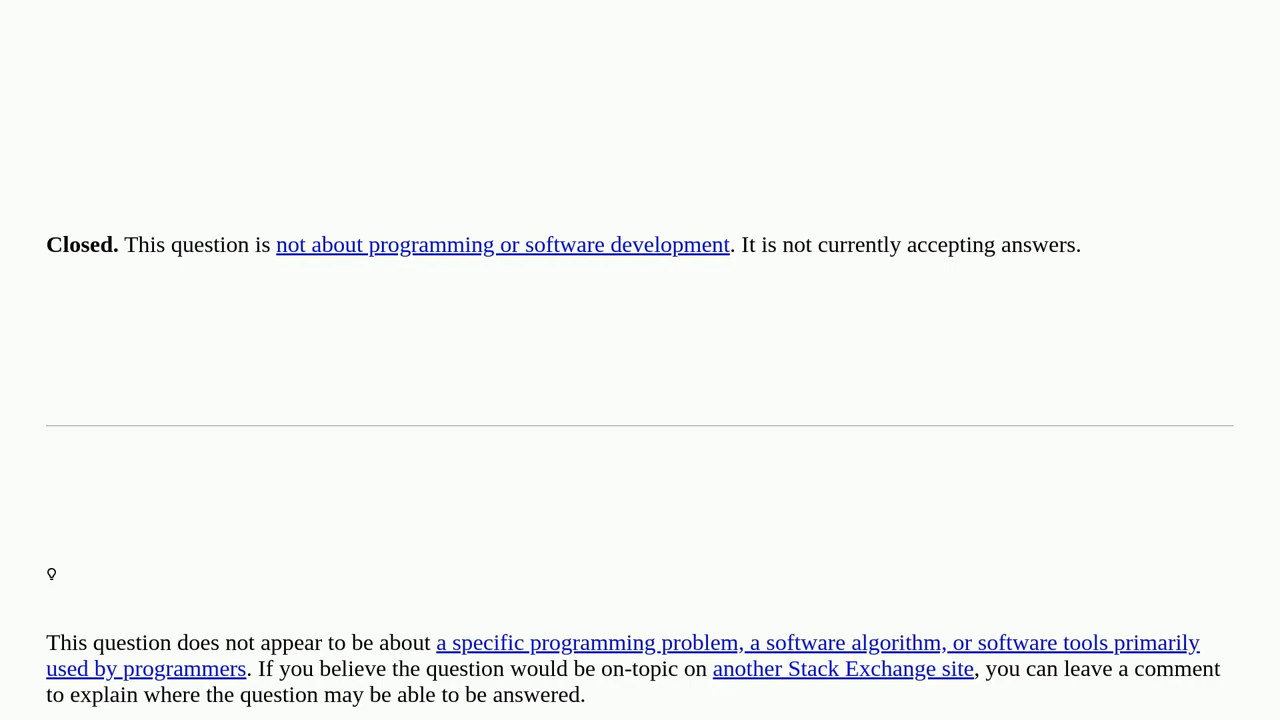 Closed. This question is not about programming or software development. It is not currently accepting answers.
This question does not appear to be about a specific programming problem, a software algorithm, or software tools primarily
used by programmers. If you believe the question would be on-topic on another Stack Exchange site, you can leave a comment
to explain where the question may be able to be answered.